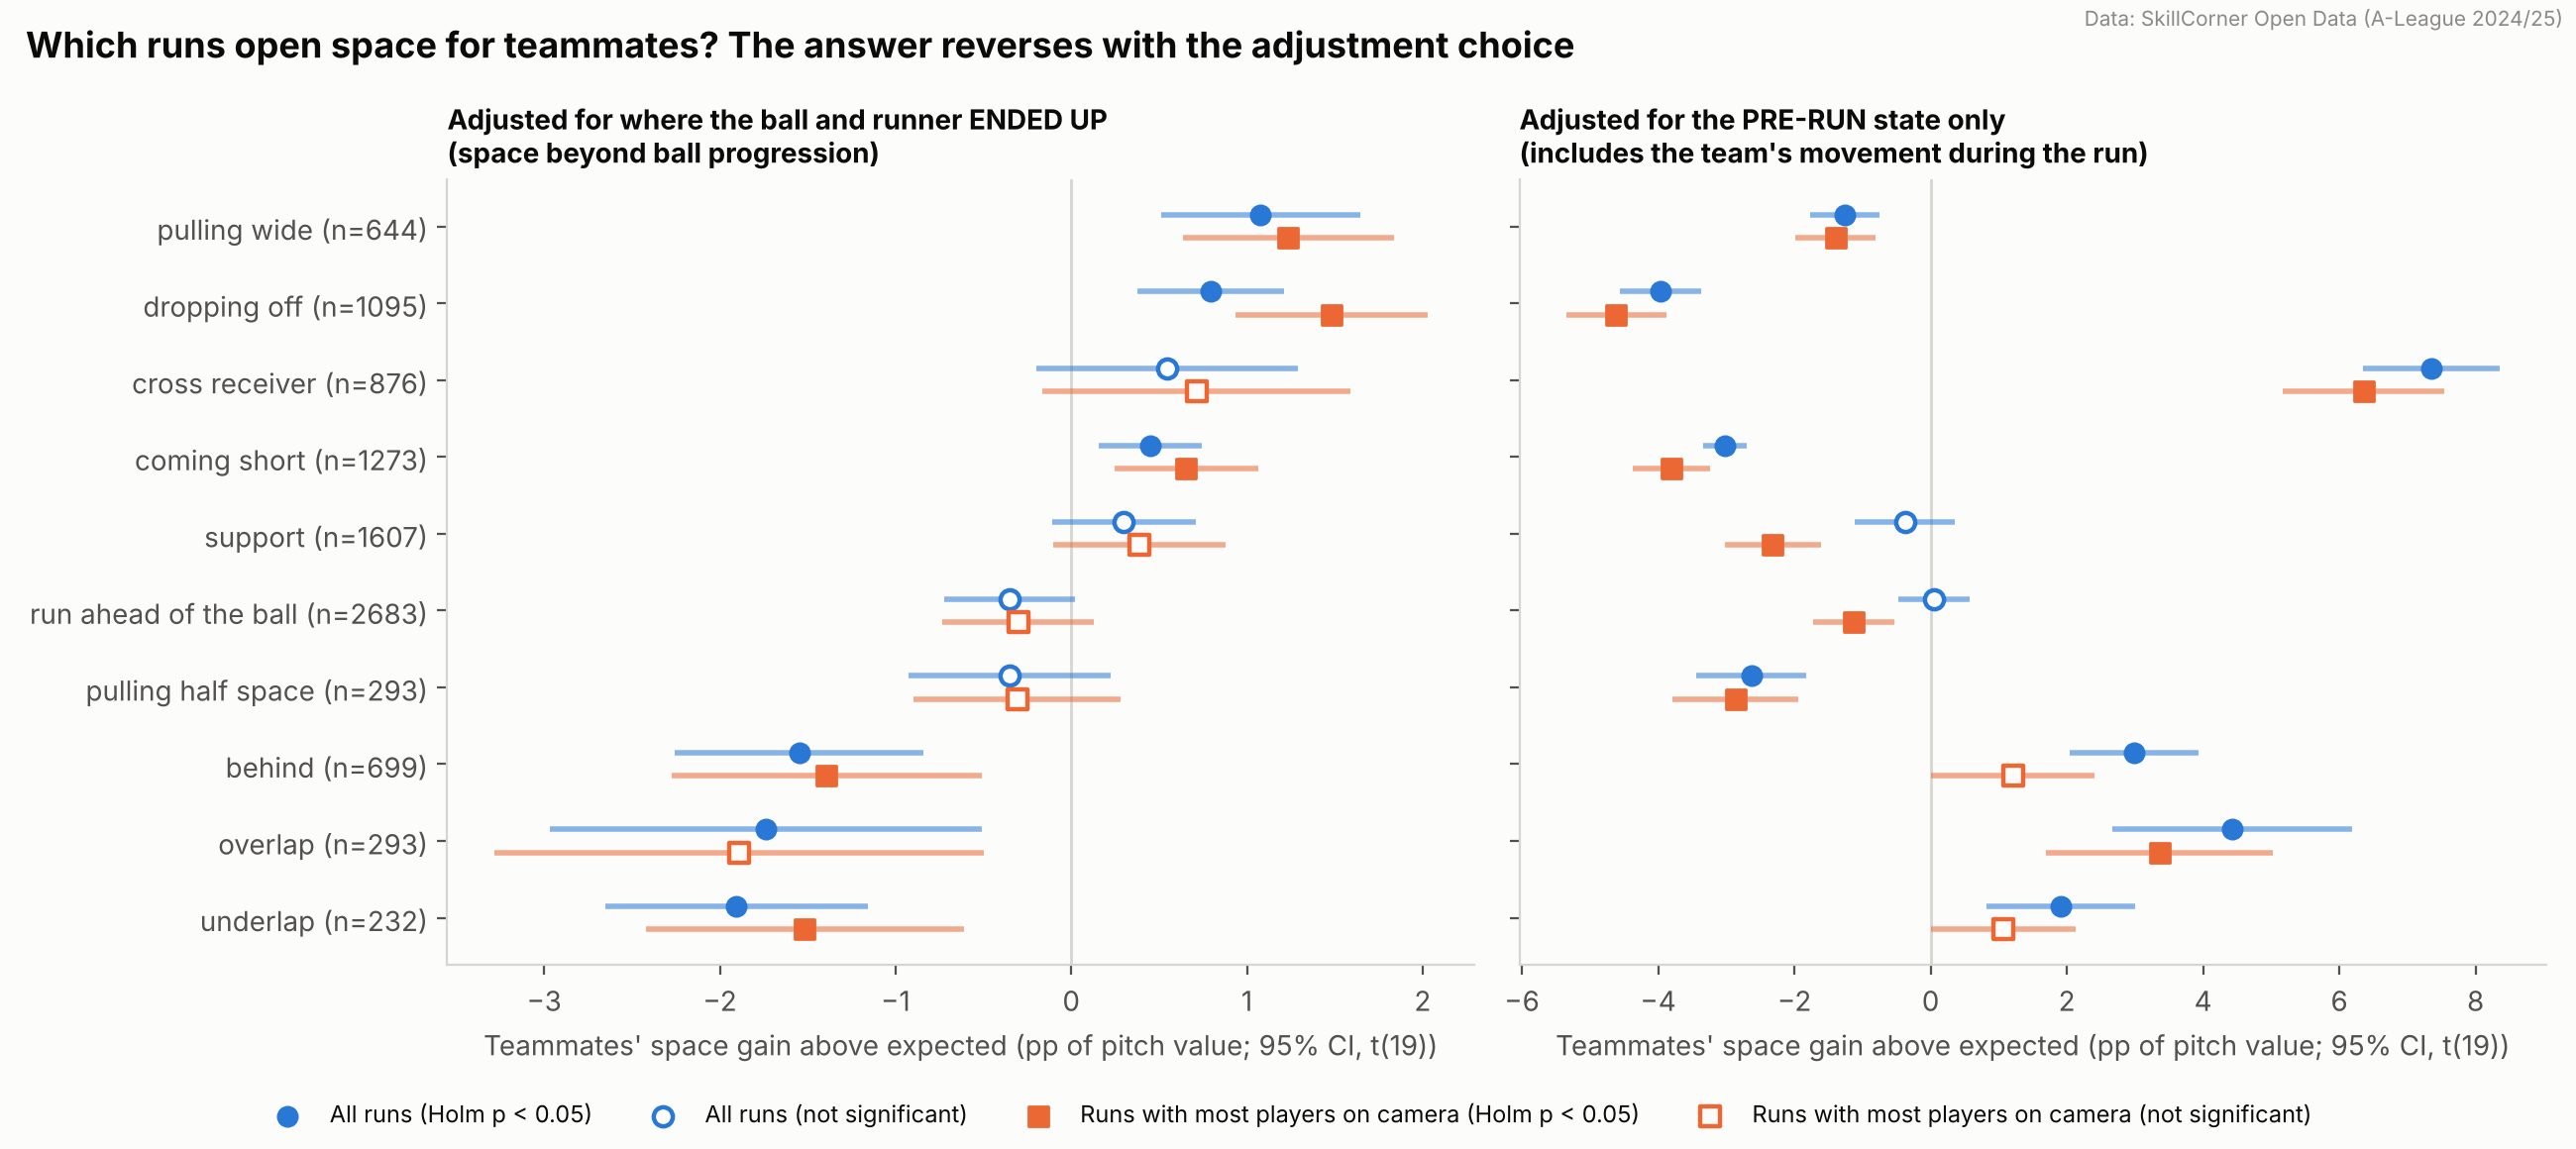 Data: SkillCorner Open Data (A-League 2024/25)
Which runs open space for teammates? The answer reverses with the adjustment choice
Adjusted for where the ball and runner ENDED UP
(space beyond ball progression)
Adjusted for the PRE-RUN state only
(includes the team's movement during the run)
pulling wide (n=644)
dropping off (n=1095)
cross receiver (n=876)
coming short (n=1273)
support (n=1607)
run ahead of the ball (n=2683)
pulling half space (n=293)
behind (n=699)
overlap (n=293)
underlap (n=232)
−3 −2 −1 0 1 2
−6 −4 −2 0 2 4 6 8
Teammates' space gain above expected (pp of pitch value; 95% CI, t(19))
Teammates' space gain above expected (pp of pitch value; 95% CI, t(19))
All runs (Holm p < 0.05)
All runs (not significant)
Runs with most players on camera (Holm p < 0.05)
Runs with most players on camera (not significant)